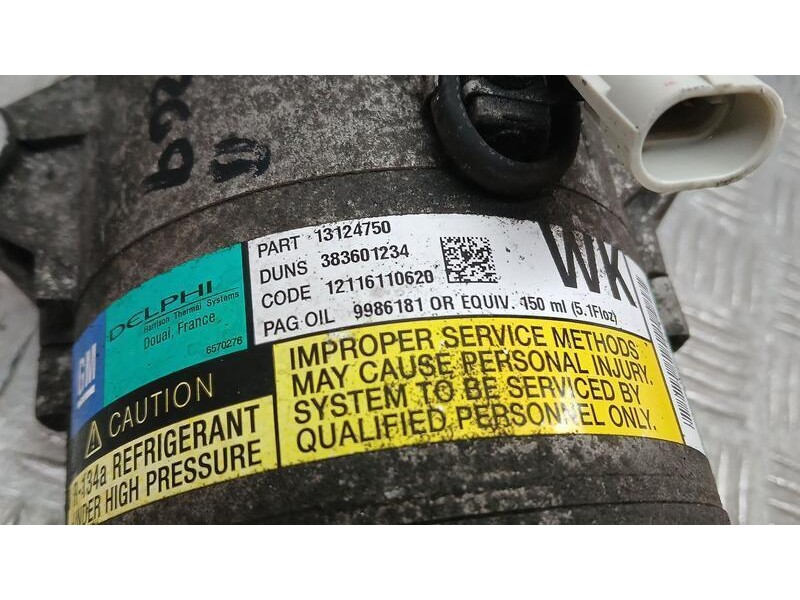 PART 13124750
DUNS 383601234
CODE 12116110620
PAG OIL 9986181 OR EQUIV. 150 ml (5.1Floz)
WK
GM
DELPHI
Harrison Thermal Systems
Douai, France
6570276
CAUTION
R-134a REFRIGERANT
UNDER HIGH PRESSURE
IMPROPER SERVICE METHODS
MAY CAUSE PERSONAL INJURY.
SYSTEM TO BE SERVICED BY
QUALIFIED PERSONNEL ONLY.